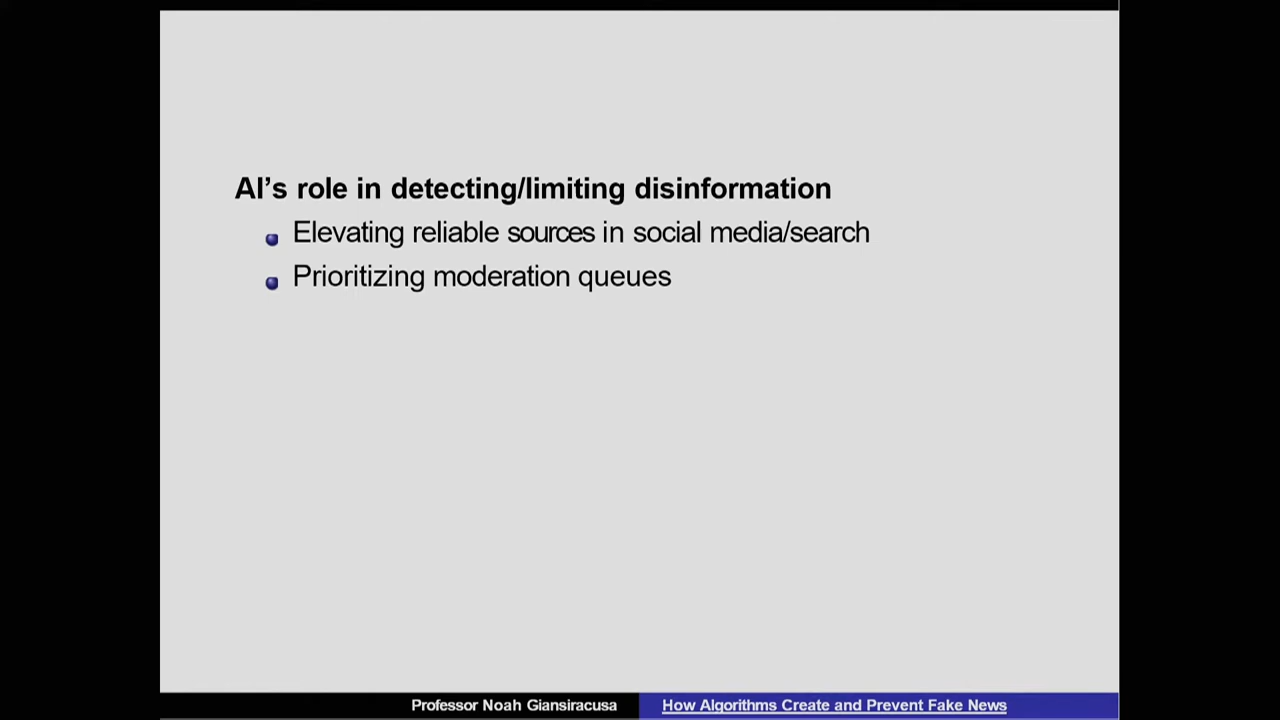 AI’s role in detecting/limiting disinformation
Elevating reliable sources in social media/search
Prioritizing moderation queues
Professor Noah Giansiracusa
How Algorithms Create and Prevent Fake News